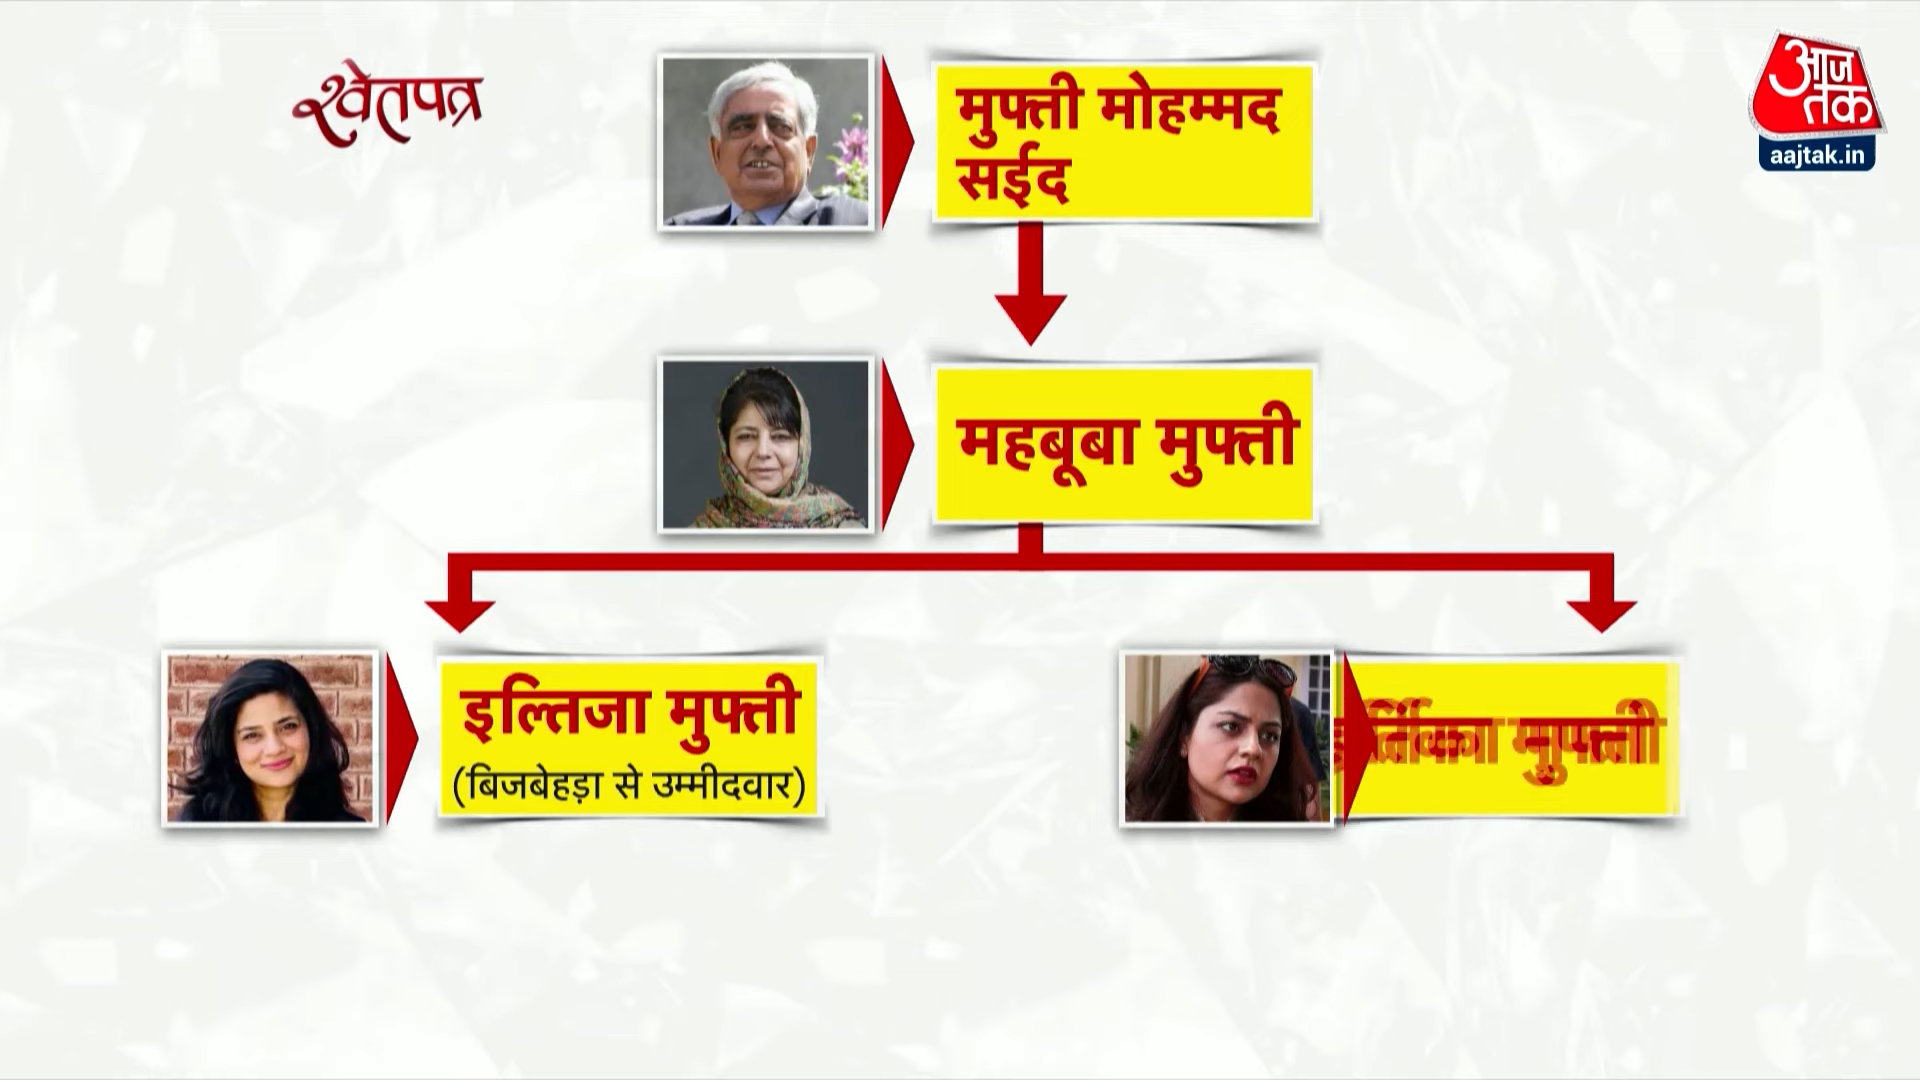 श्वेतपत्र
आज
तक
aajtak.in
मुफ्ती मोहम्मद
सईद
महबूबा मुफ्ती
इल्तिजा मुफ्ती
(बिजबेहड़ा से उम्मीदवार)
मुफ्ती